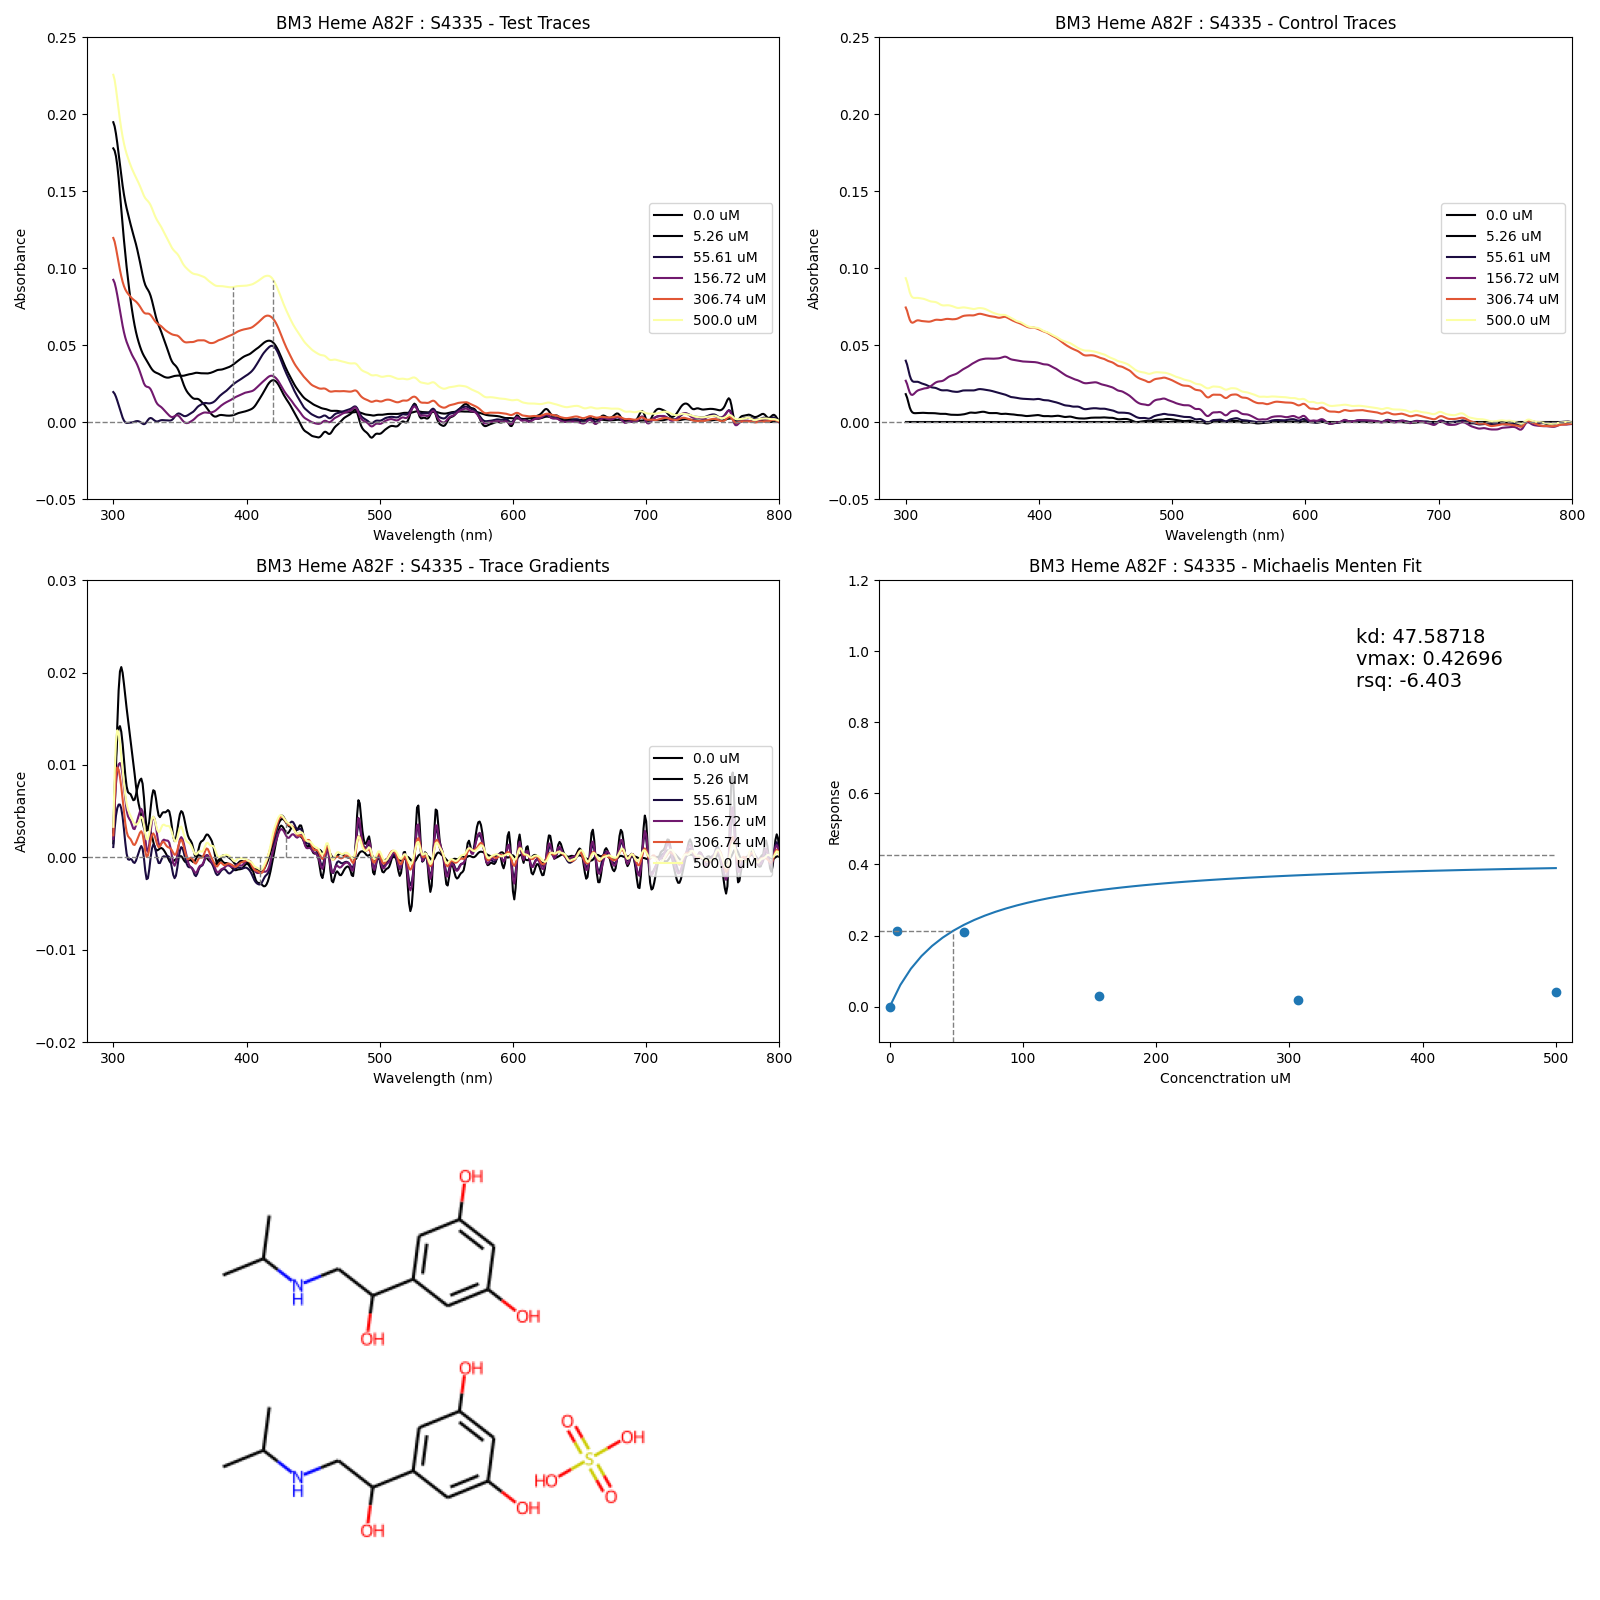 BM3 Heme A82F : S4335 - Test Traces
0.25
0.20
0.15
0.10
0.05
0.00
−0.05
Absorbance
300 400 500 600 700 800
Wavelength (nm)
0.0 uM
5.26 uM
55.61 uM
156.72 uM
306.74 uM
500.0 uM
BM3 Heme A82F : S4335 - Control Traces
0.25
0.20
0.15
0.10
0.05
0.00
−0.05
Absorbance
300 400 500 600 700 800
Wavelength (nm)
0.0 uM
5.26 uM
55.61 uM
156.72 uM
306.74 uM
500.0 uM
BM3 Heme A82F : S4335 - Trace Gradients
0.03
0.02
0.01
0.00
−0.01
−0.02
Absorbance
300 400 500 600 700 800
Wavelength (nm)
0.0 uM
5.26 uM
55.61 uM
156.72 uM
306.74 uM
500.0 uM
BM3 Heme A82F : S4335 - Michaelis Menten Fit
1.2
1.0
0.8
0.6
0.4
0.2
0.0
Response
kd: 47.58718
vmax: 0.42696
rsq: -6.403
0 100 200 300 400 500
Concenctration uM
OH
N
H
OH
OH
OH
O
OH
S
N
H
HO
O
OH
OH